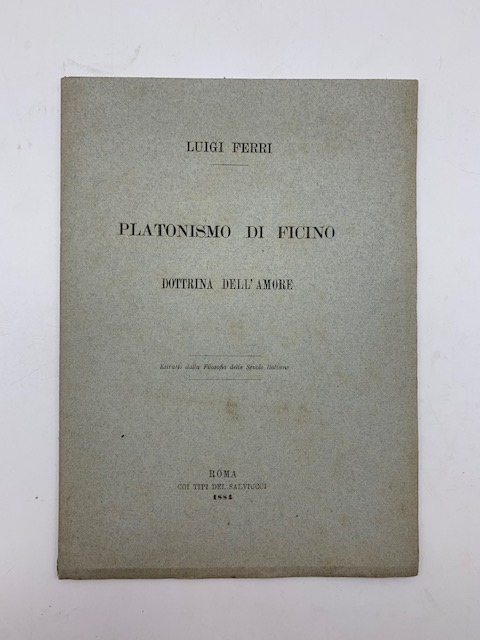 LUIGI FERRI
PLATONISMO DI FICINO
DOTTRINA DELL'AMORE
Estratto dalla Filosofia delle Scuole Italiane
ROMA
COI TIPI DEL SALVIUCCI
1884